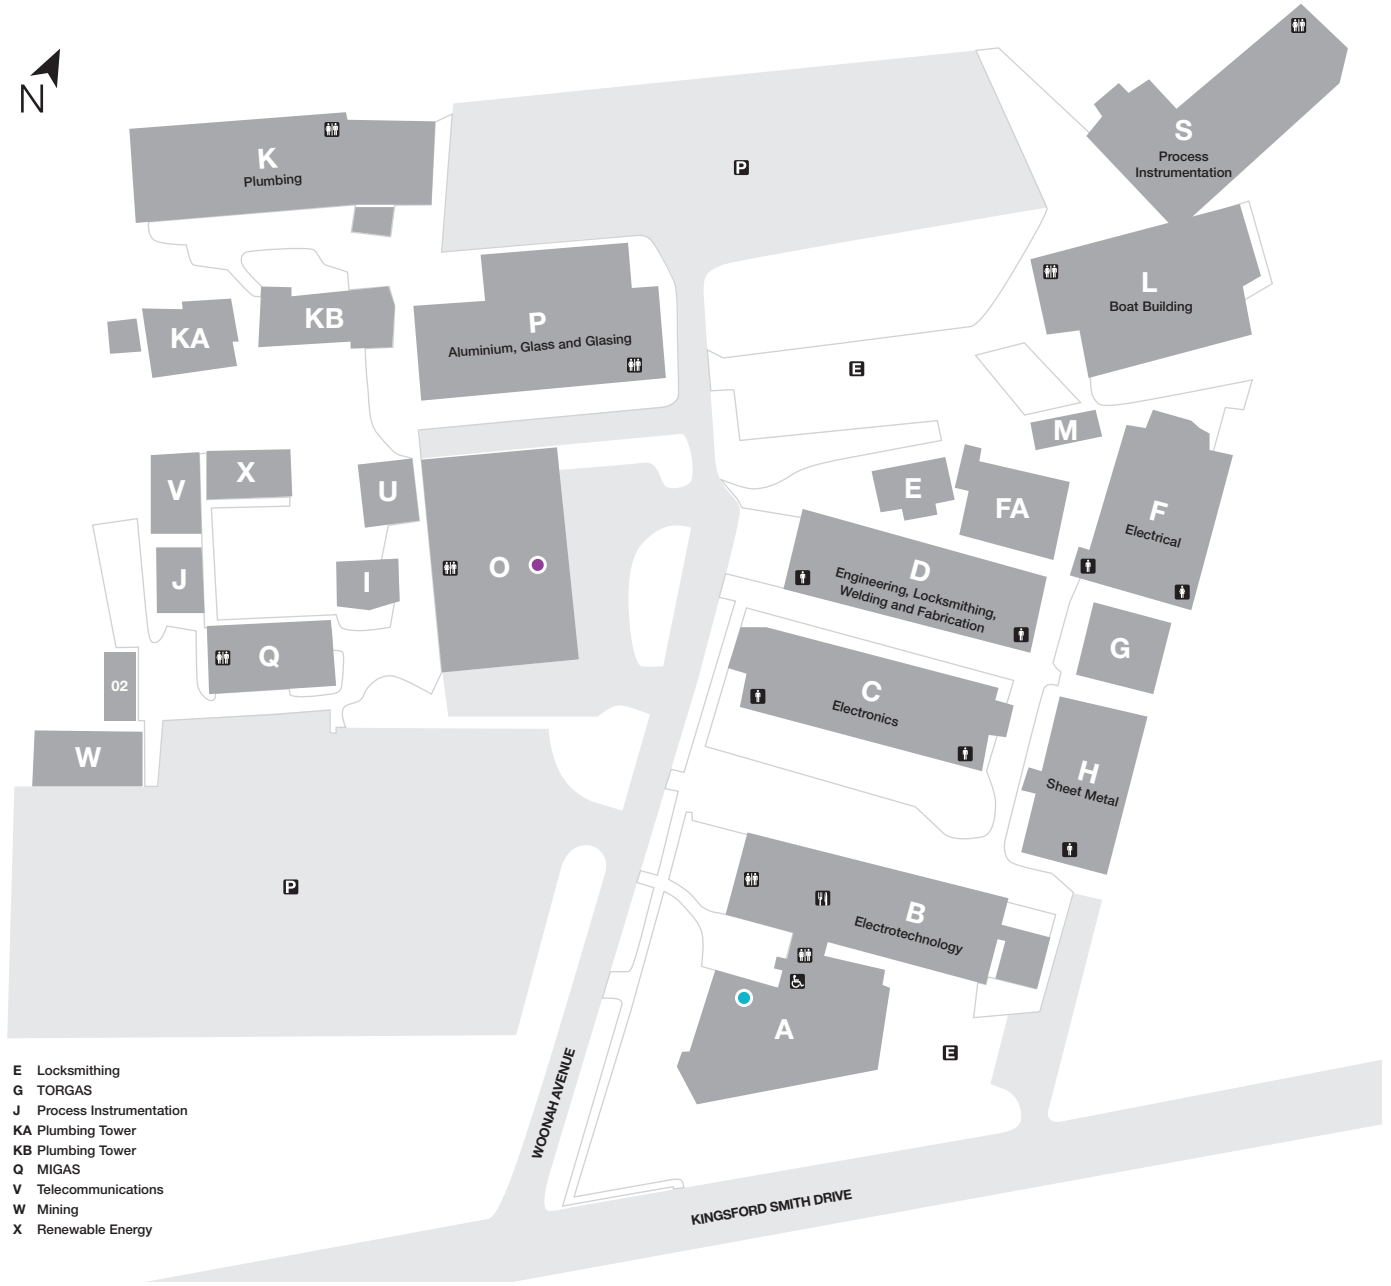 N
K
Plumbing
P
S
Process
Instrumentation
L
Boat Building
KA
KB
P
Aluminium, Glass and Glasing
E
M
V
X
U
E
FA
F
Electrical
J
I
O
D
Engineering, Locksmithing,
Welding and Fabrication
G
Q
02
C
Electronics
W
H
Sheet Metal
P
B
Electrotechnology
A
E
E Locksmithing
G TORGAS
J Process Instrumentation
KA Plumbing Tower
KB Plumbing Tower
Q MIGAS
V Telecommunications
W Mining
X Renewable Energy
WOONAH AVENUE
KINGSFORD SMITH DRIVE